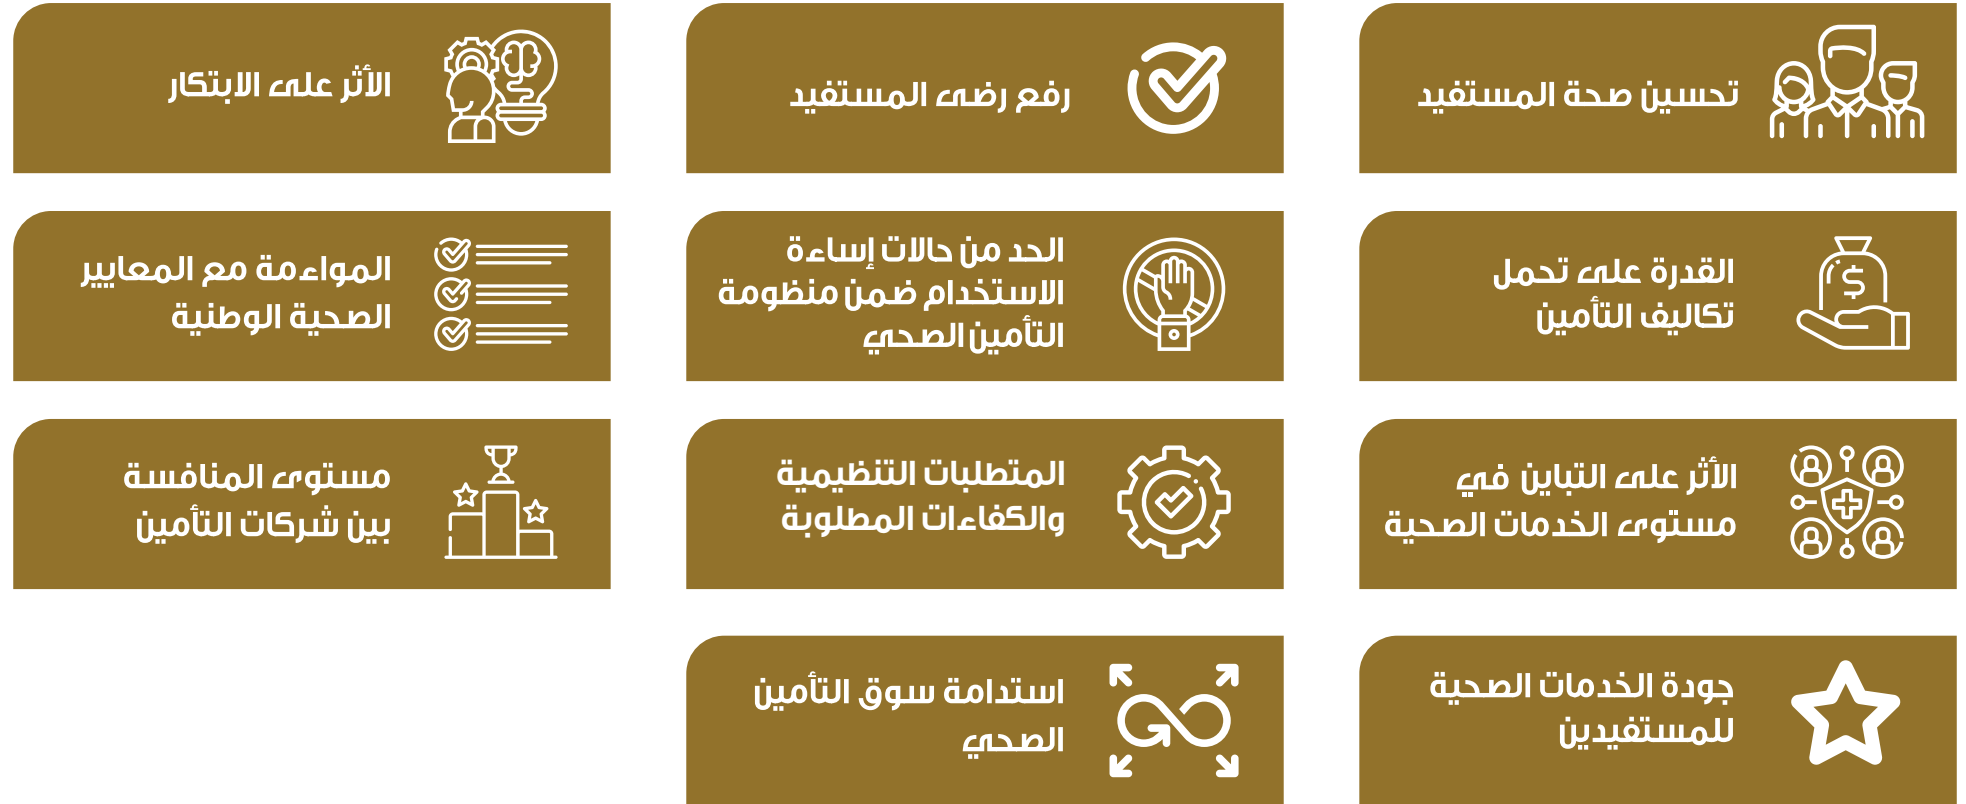 تحسين صحة المستفيد
رفع رضى المستفيد
الأثر على الابتكار
القدرة على تحمل
تكاليف التأمين
الحد من حالات إساءة
الاستخدام ضمن منظومة
التأمين الصحي
المواءمة مع المعايير
الصحية الوطنية
الأثر على التباين في
مستوى الخدمات الصحية
المتطلبات التنظيمية
والكفاءات المطلوبة
مستوى المنافسة
بين شركات التأمين
جودة الخدمات الصحية
للمستفيدين
استدامة سوق التأمين
الصحي